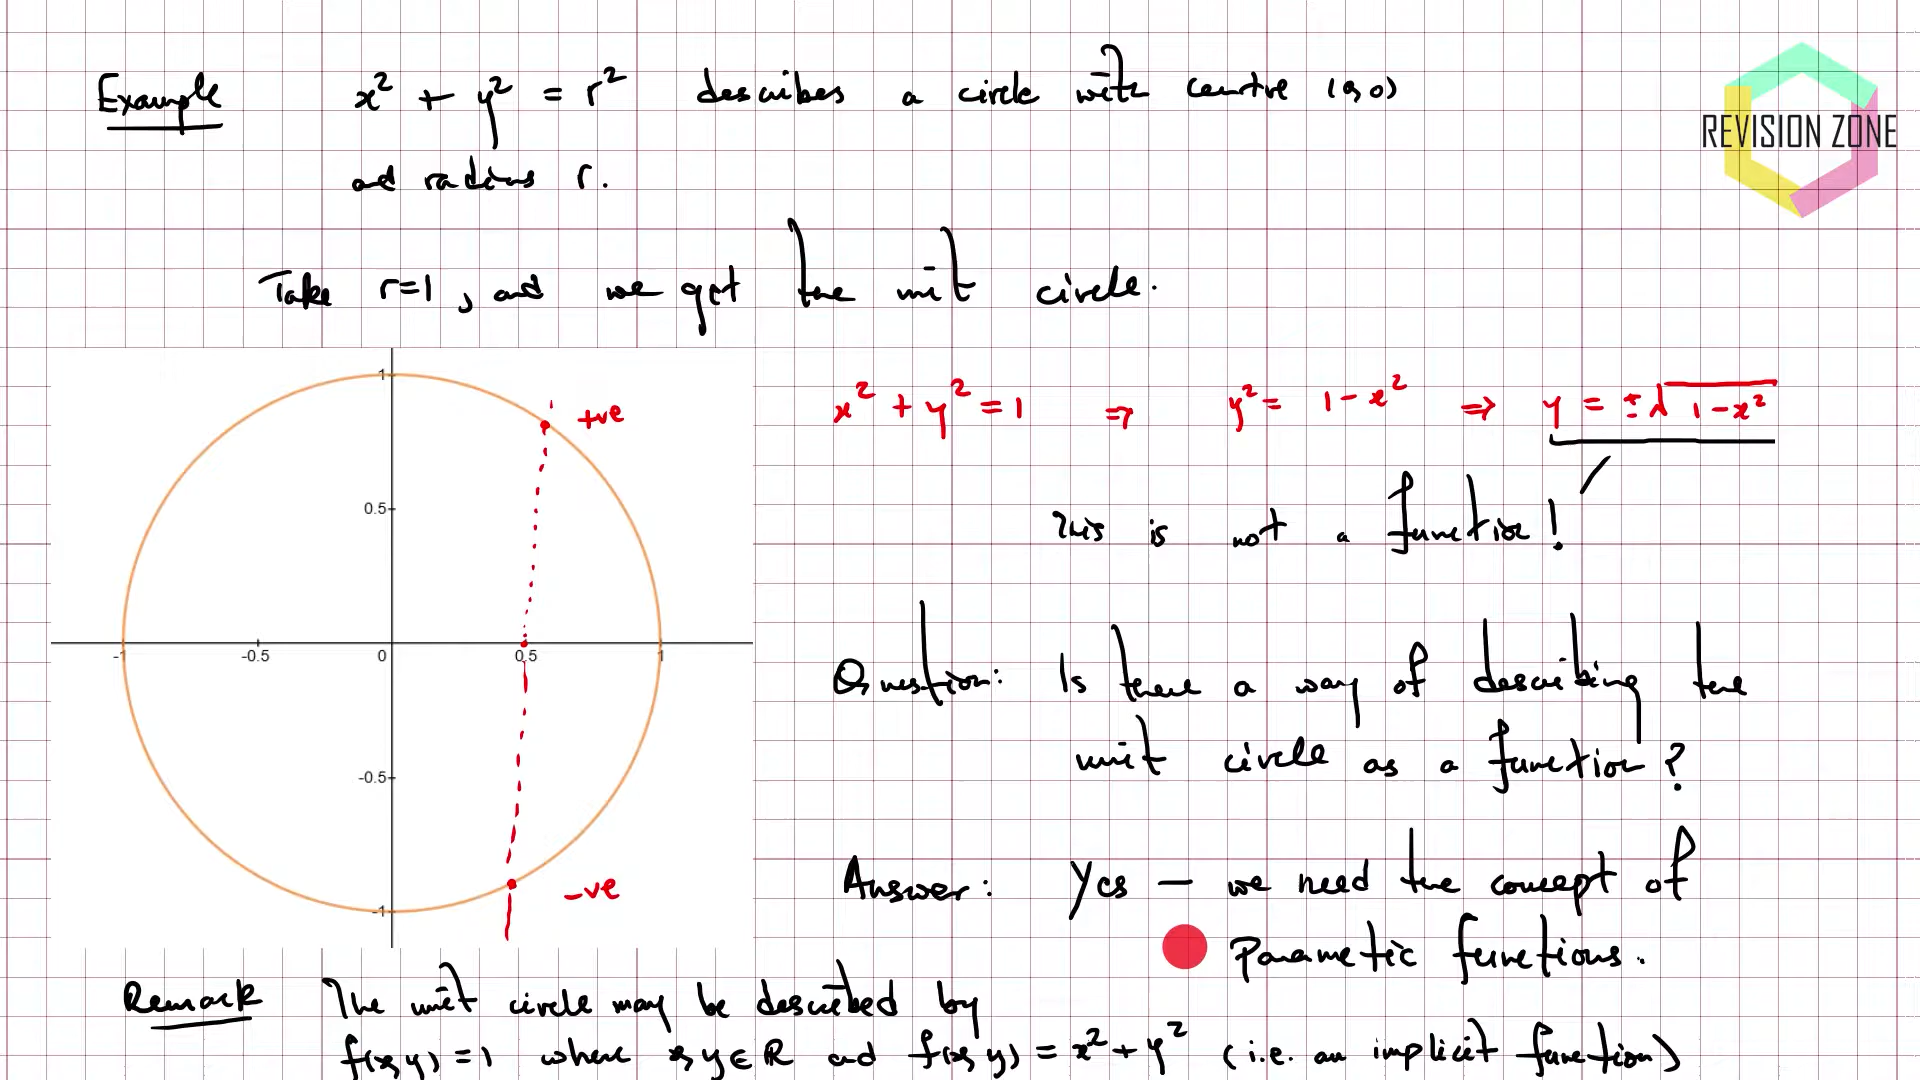 Example x² + y² = r² describes a circle with centre (0,0)
and radius r.
REVISION ZONE
Take r=1, and we get the unit circle.
1
+ve
0.5
-1 -0.5 0 0.5 1
-0.5
-ve
-1
x² + y² = 1 ⇒ y² = 1-x² ⇒ y = ±√(1-x²)
This is not a function!
Question: Is there a way of describing the
unit circle as a function?
Answer: Yes — we need the concept of
Parametric functions.
Remark The unit circle may be described by
f(x,y) = 1 where x,y ∈ R and f(x,y) = x² + y² (i.e. an implicit function)